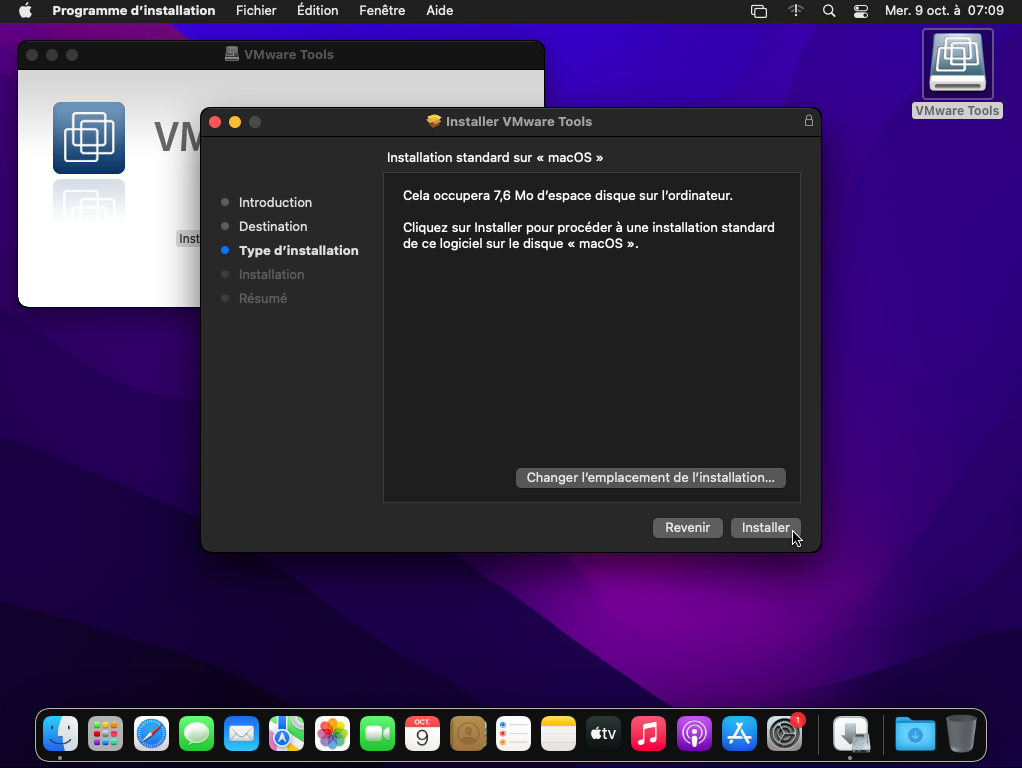 Programme d’installation Fichier Édition Fenêtre Aide Mer. 9 oct. à 07:09
VMware Tools
VMware Tools
Installer VMware Tools
Installation standard sur « macOS »
Introduction
Destination
Type d’installation
Installation
Résumé
Cela occupera 7,6 Mo d’espace disque sur l’ordinateur.
Cliquez sur Installer pour procéder à une installation standard
de ce logiciel sur le disque « macOS ».
Changer l’emplacement de l’installation...
Revenir Installer
VM
Inst
OCT.
9
tv
1